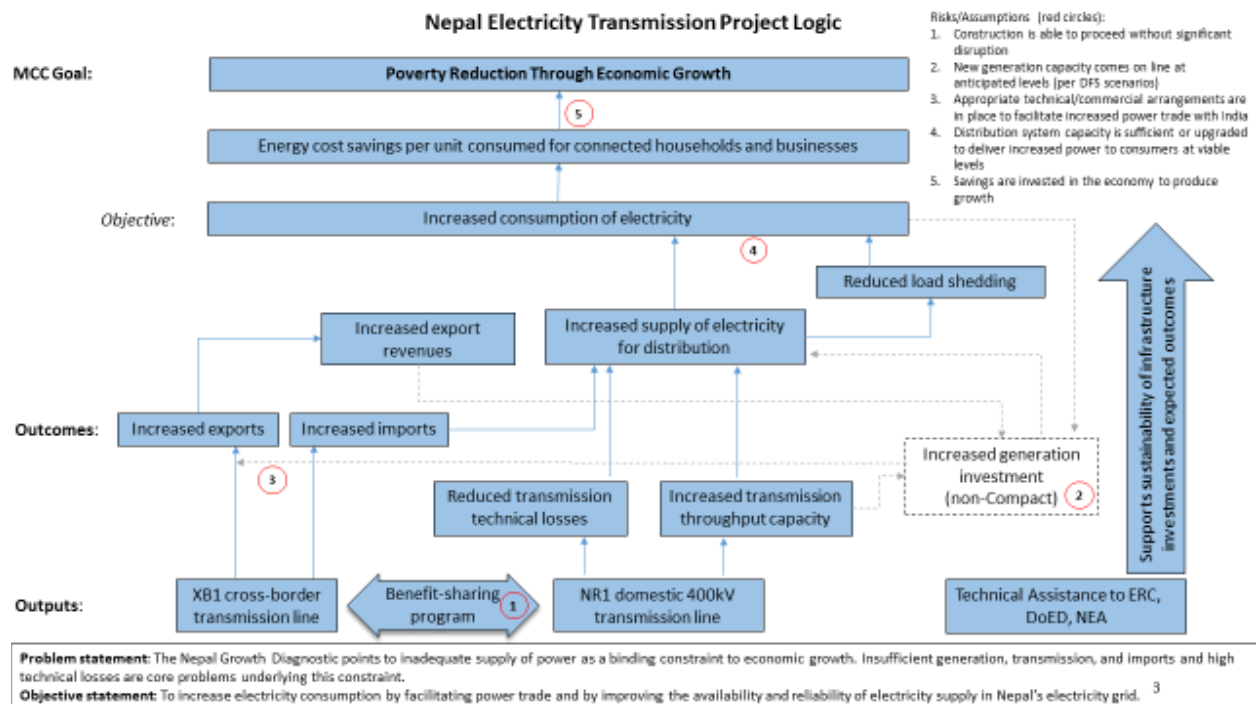 Nepal Electricity Transmission Project Logic
Risks/Assumptions (red circles):
1. Construction is able to proceed without significant
disruption
2. New generation capacity comes on line at
anticipated levels (per DFS scenarios)
3. Appropriate technical/commercial arrangements are
in place to facilitate increased power trade with India
4. Distribution system capacity is sufficient or upgraded
to deliver increased power to consumers at viable
levels
5. Savings are invested in the economy to produce
growth
MCC Goal:
Poverty Reduction Through Economic Growth
5
Energy cost savings per unit consumed for connected households and businesses
Objective:
Increased consumption of electricity
4
Reduced load shedding
Increased export
revenues
Increased supply of electricity
for distribution
Outcomes:
Increased exports
Increased imports
3
Increased generation
investment
(non-Compact)
2
Reduced transmission
technical losses
Increased transmission
throughput capacity
Supports sustainability of infrastructure
investments and expected outcomes
Outputs:
XB1 cross-border
transmission line
Benefit-sharing
program
1
NR1 domestic 400kV
transmission line
Technical Assistance to ERC,
DoED, NEA
Problem statement: The Nepal Growth Diagnostic points to inadequate supply of power as a binding constraint to economic growth. Insufficient generation, transmission, and imports and high
technical losses are core problems underlying this constraint.
Objective statement: To increase electricity consumption by facilitating power trade and by improving the availability and reliability of electricity supply in Nepal's electricity grid.
3